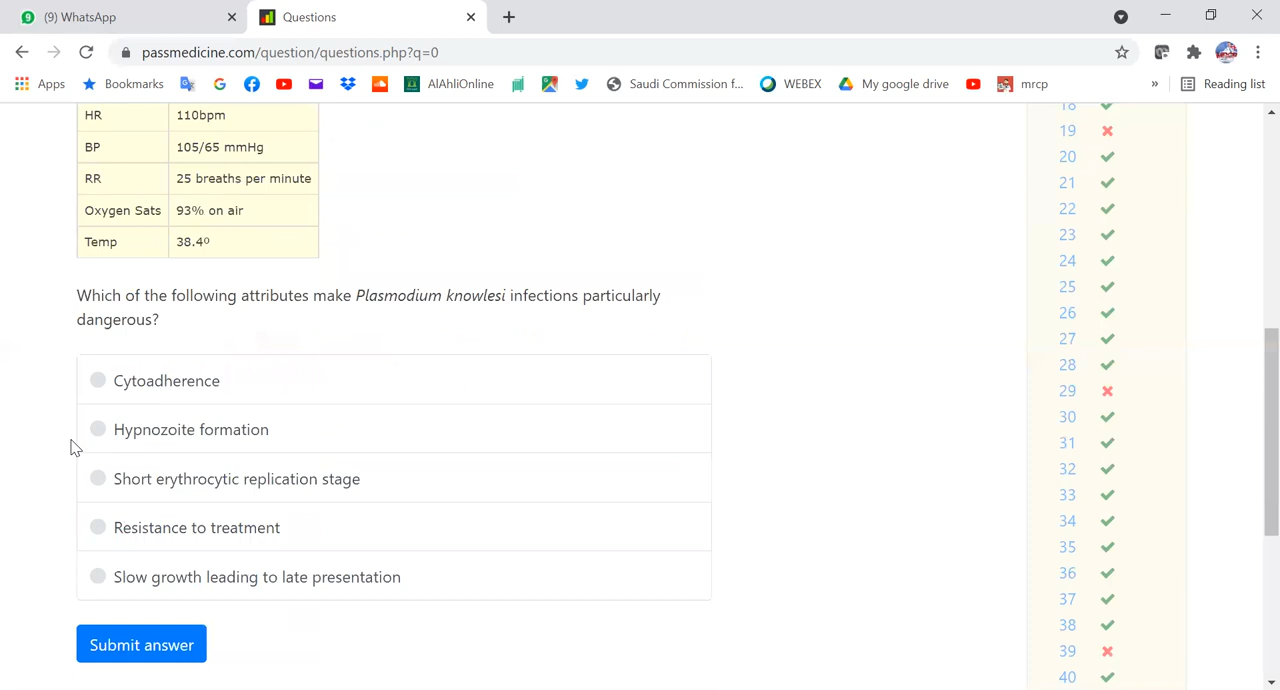 (9) WhatsApp
Questions
passmedicine.com/question/questions.php?q=0
Apps
Bookmarks
AlAhliOnline
Saudi Commission f...
WEBEX
My google drive
mrcp
»
Reading list
HR 110bpm
BP 105/65 mmHg
RR 25 breaths per minute
Oxygen Sats 93% on air
Temp 38.4º
Which of the following attributes make Plasmodium knowlesi infections particularly
dangerous?
Cytoadherence
Hypnozoite formation
Short erythrocytic replication stage
Resistance to treatment
Slow growth leading to late presentation
Submit answer
18
19
20
21
22
23
24
25
26
27
28
29
30
31
32
33
34
35
36
37
38
39
40